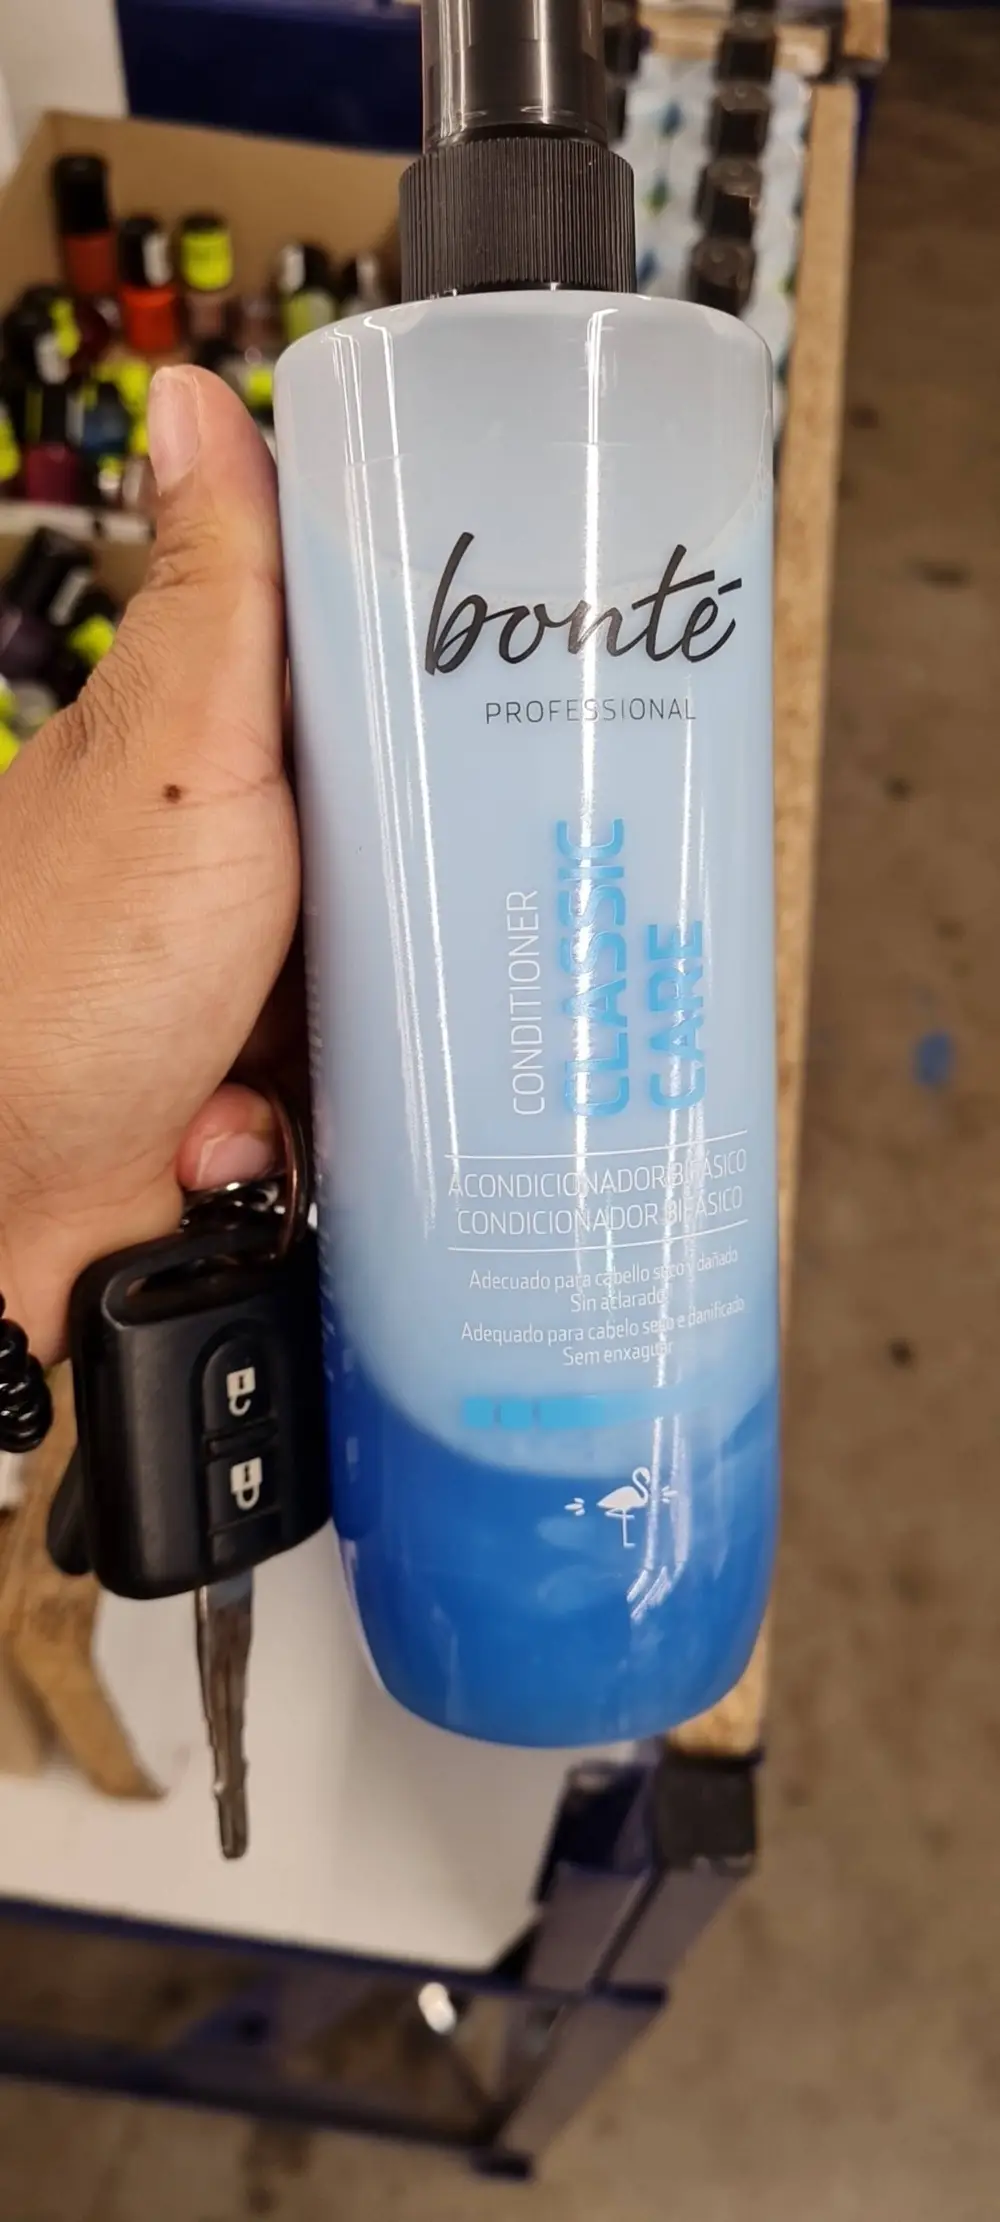 bonté
PROFESSIONAL
CONDITIONER
CLASSIC
CARE
ACONDICIONADOR BIFÁSICO
CONDICIONADOR BIFÁSICO
Adecuado para cabello seco y dañado
Sin aclarado
Adequado para cabelo seco e danificado
Sem enxaguar